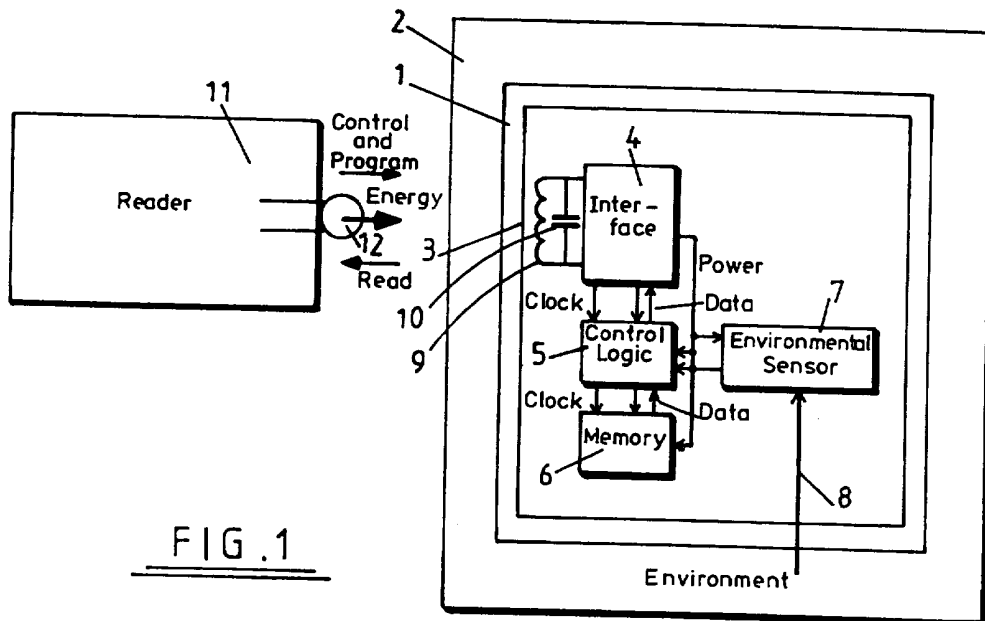 11
Reader
Control
and
Program
Energy
12
Read
2
1
3
10
9
4
Inter-
face
Power
Clock
Data
5
Control
Logic
7
Environmental
Sensor
Clock
Data
Memory
6
8
Environment
FIG.1